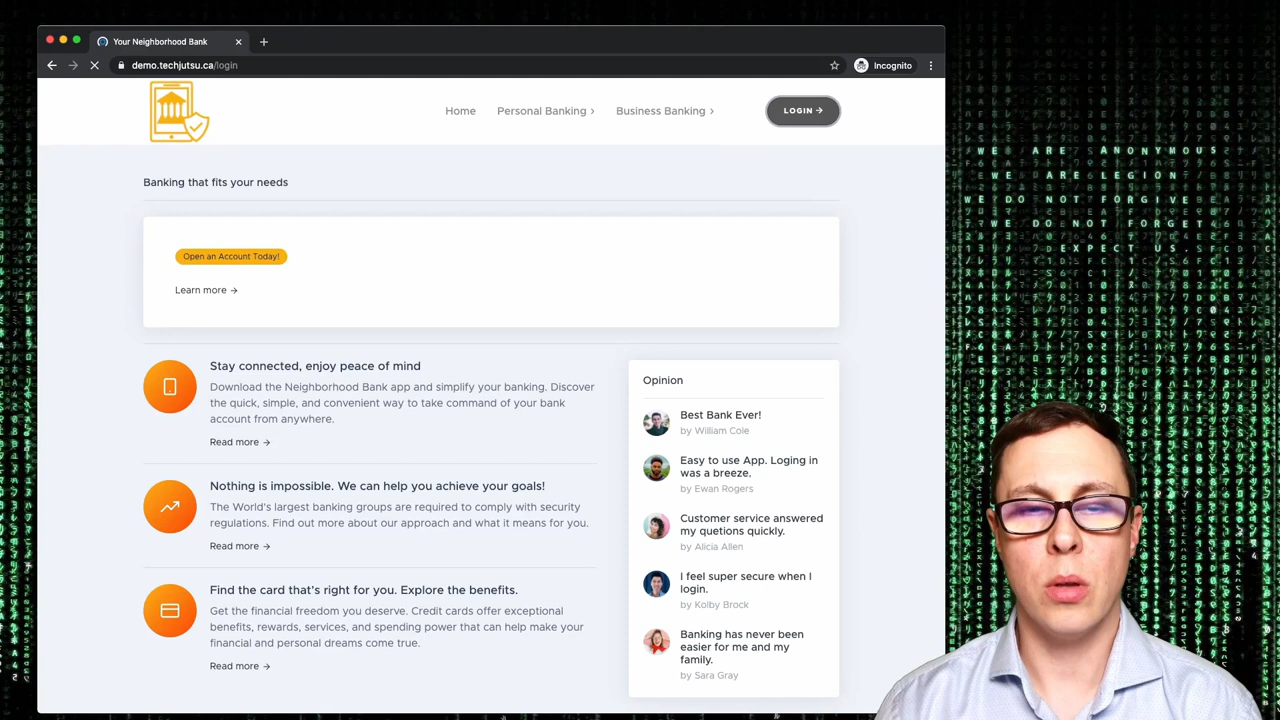 Your Neighborhood Bank
demo.techjutsu.ca/login
Incognito
Home
Personal Banking
Business Banking
LOGIN
Banking that fits your needs
Open an Account Today!
Learn more
Stay connected, enjoy peace of mind
Download the Neighborhood Bank app and simplify your banking. Discover
the quick, simple, and convenient way to take command of your bank
account from anywhere.
Read more
Nothing is impossible. We can help you achieve your goals!
The World's largest banking groups are required to comply with security
regulations. Find out more about our approach and what it means for you.
Read more
Find the card that's right for you. Explore the benefits.
Get the financial freedom you deserve. Credit cards offer exceptional
benefits, rewards, services, and spending power that can help make your
financial and personal dreams come true.
Read more
Opinion
Best Bank Ever!
by William Cole
Easy to use App. Loging in
was a breeze.
by Ewan Rogers
Customer service answered
my quetions quickly.
by Alicia Allen
I feel super secure when I
login.
by Kolby Brock
Banking has never been
easier for me and my
family.
by Sara Gray
WE ARE ANONYMOUS
WE ARE LEGION
WE DO NOT FORGIVE
WE DO NOT FORGET
EXPECT US.